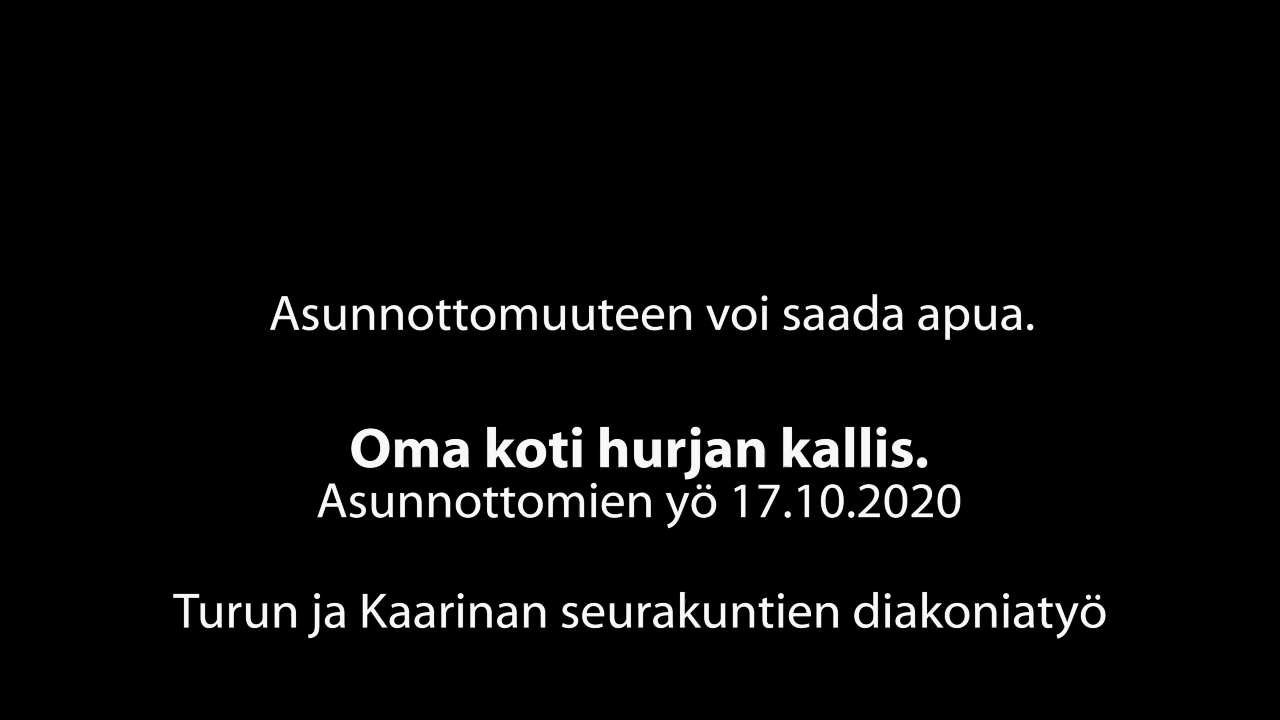 Asunnottomuuteen voi saada apua.
Oma koti hurjan kallis.
Asunnottomien yö 17.10.2020
Turun ja Kaarinan seurakuntien diakoniatyö